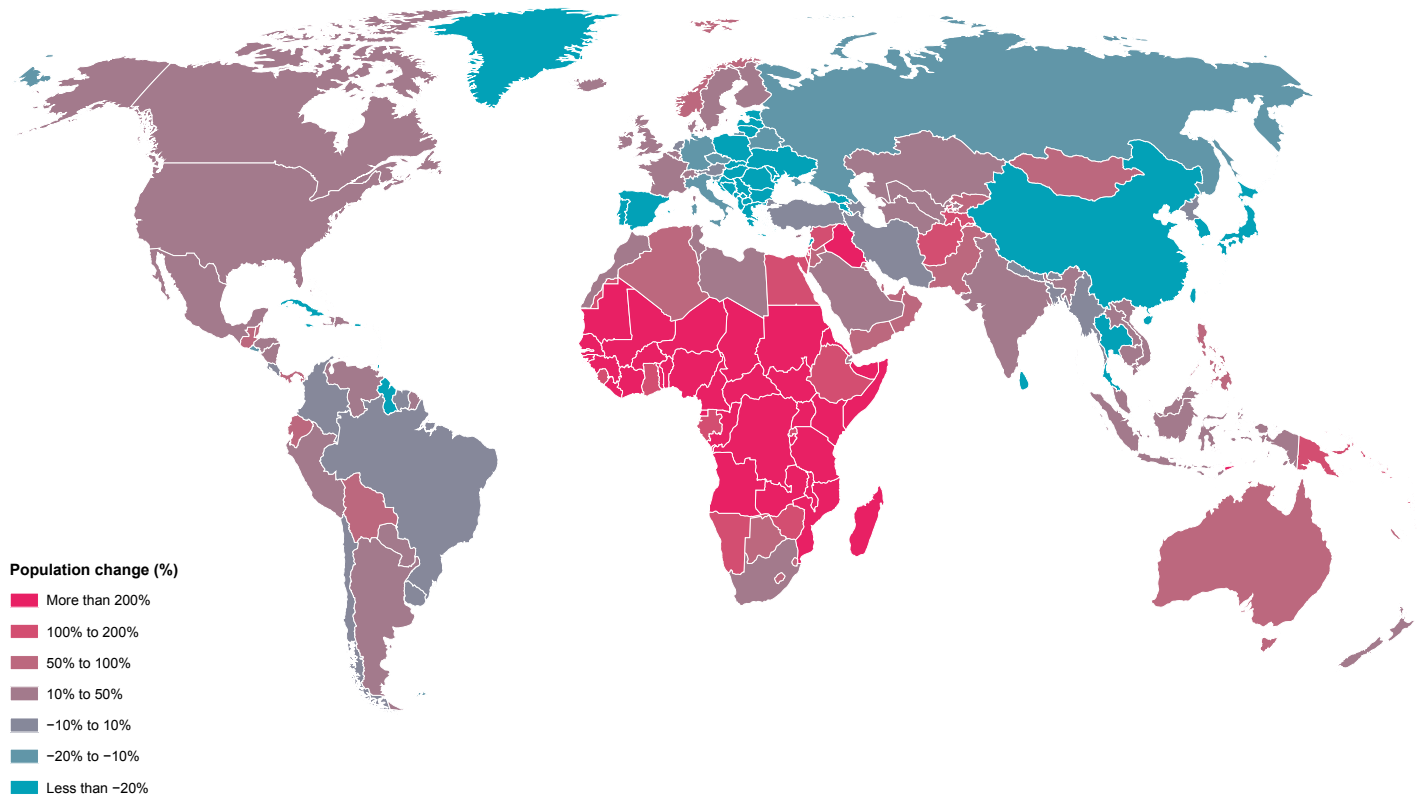 Population change (%)
More than 200%
100% to 200%
50% to 100%
10% to 50%
−10% to 10%
−20% to −10%
Less than −20%